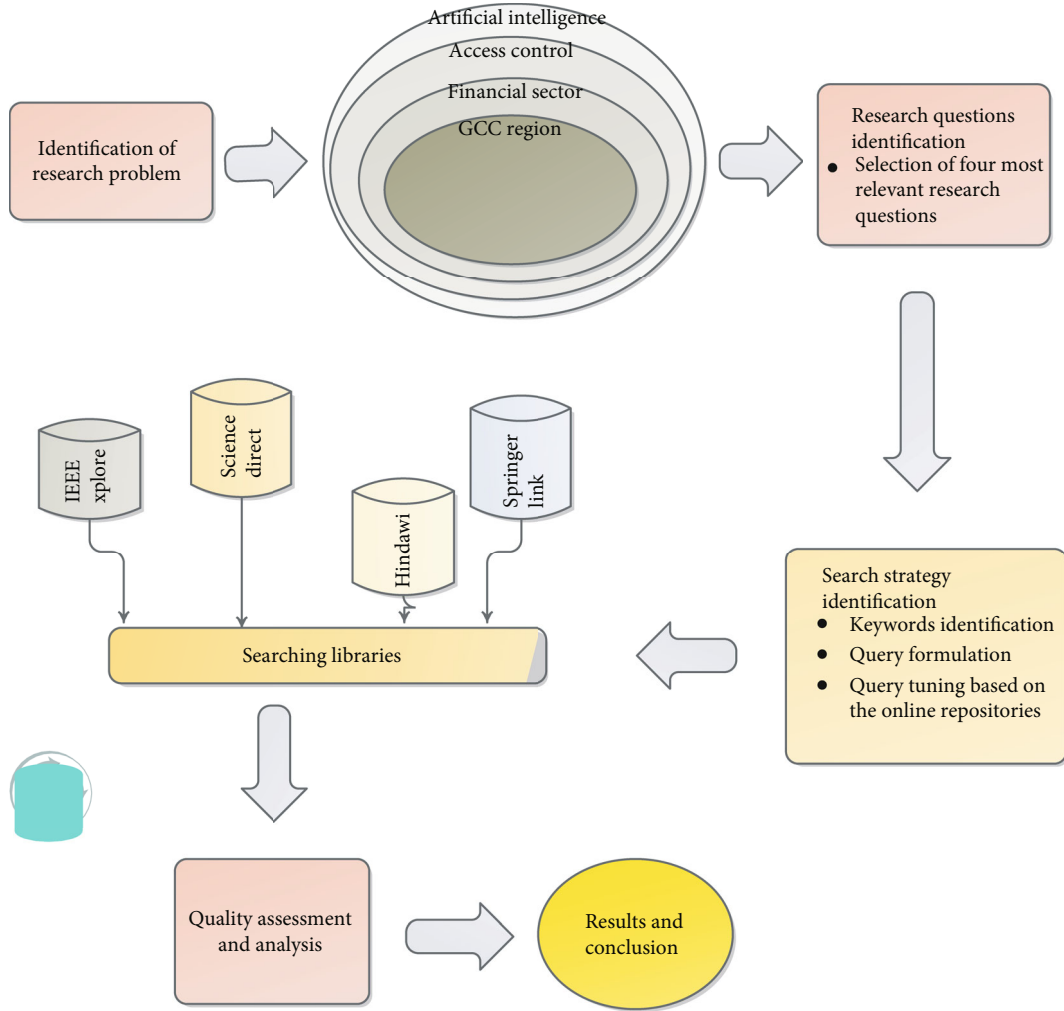 Artificial intelligence
Access control
Financial sector
GCC region
Identification of
research problem
Research questions
identification
• Selection of four most
relevant research
questions
IEEE
xplore
Science
direct
Hindawi
Springer
link
Search strategy
identification
• Keywords identification
• Query formulation
• Query tuning based on
the online repositories
Searching libraries
Quality assessment
and analysis
Results and
conclusion